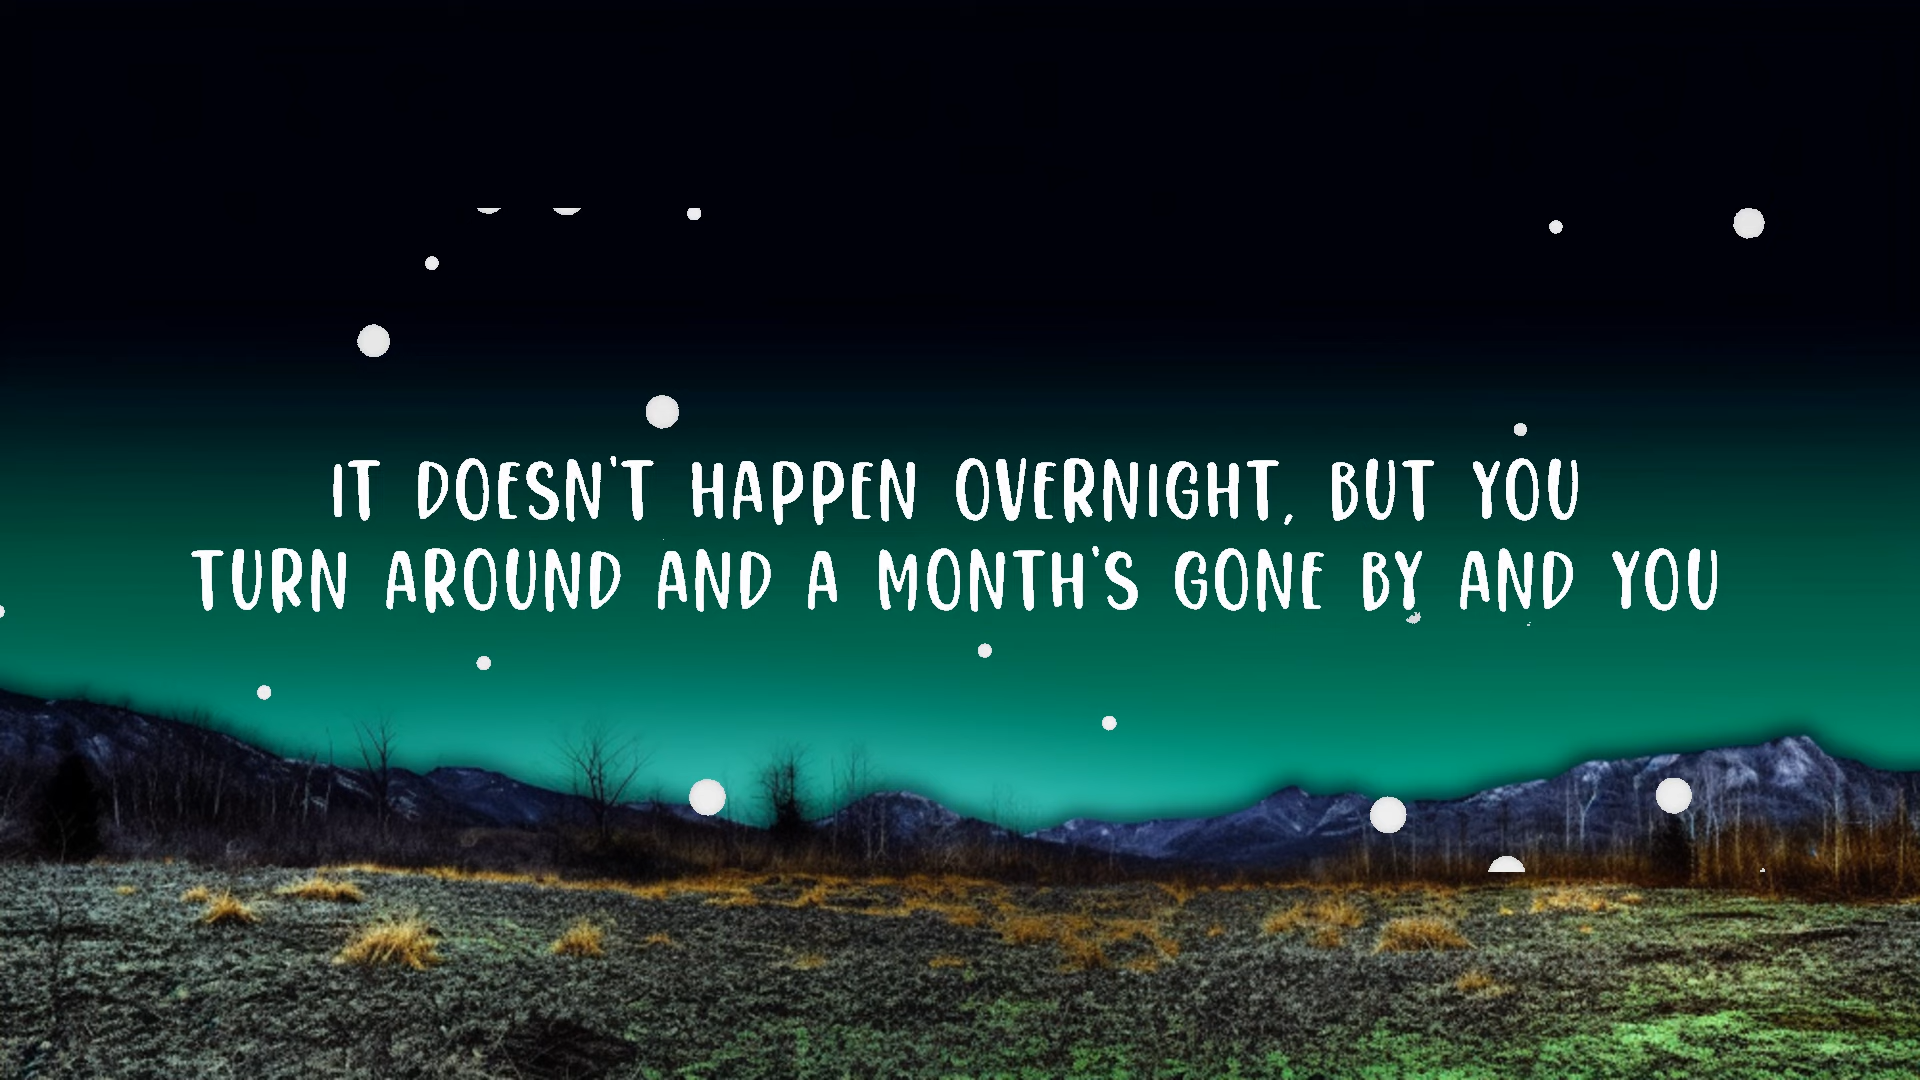 IT DOESN'T HAPPEN OVERNIGHT, BUT YOU
TURN AROUND AND A MONTH'S GONE BY AND YOU